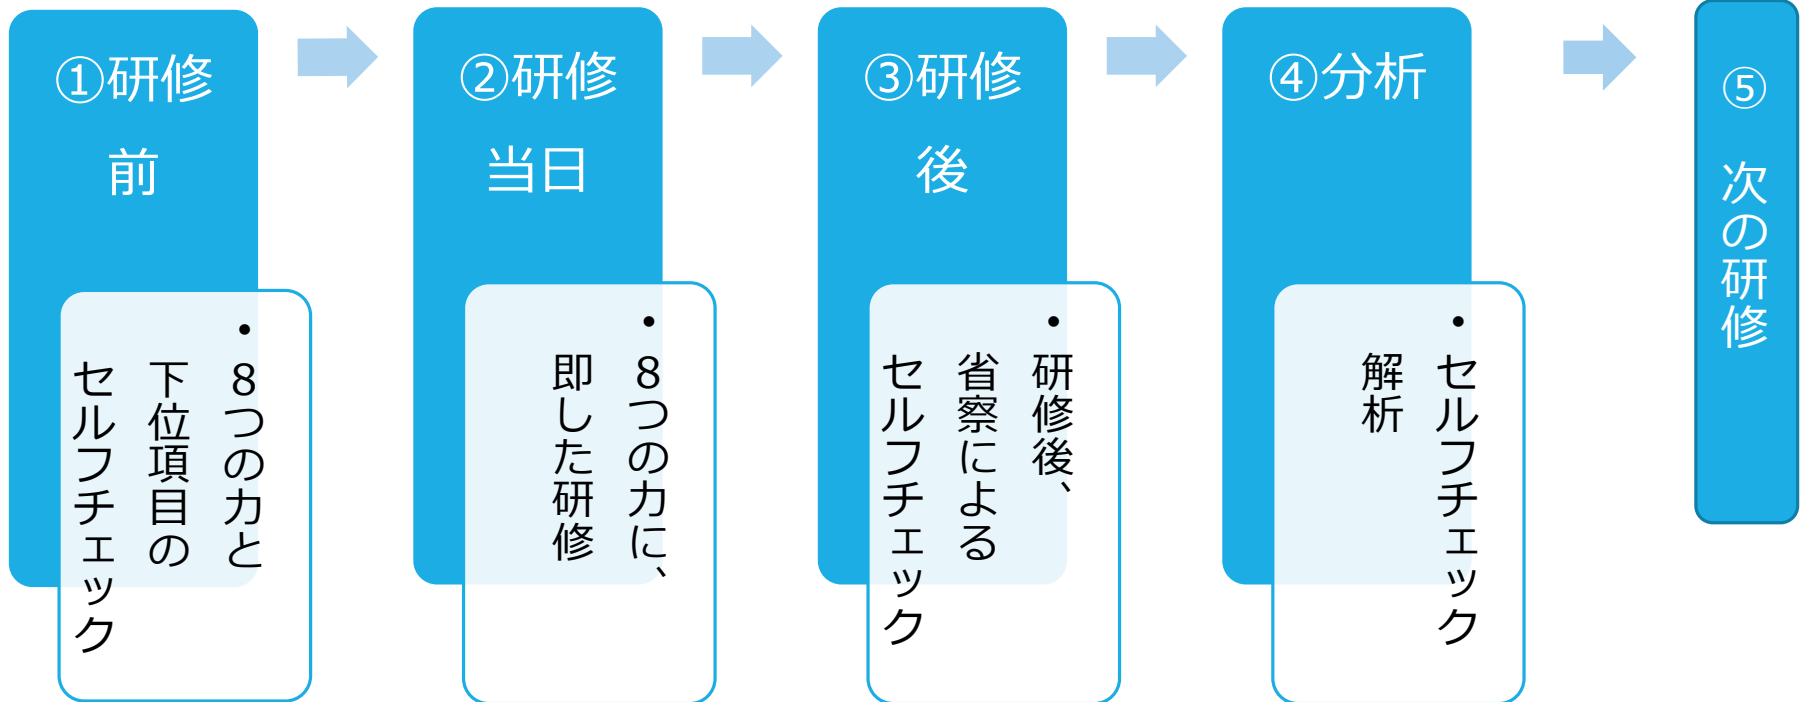 ①研修
前
・８つの力と
下位項目の
セルフチェック
②研修
当日
・８つの力に、
即した研修
③研修
後
・研修後、
省察による
セルフチェック
④分析
・セルフチェック
解析
⑤　次の研修